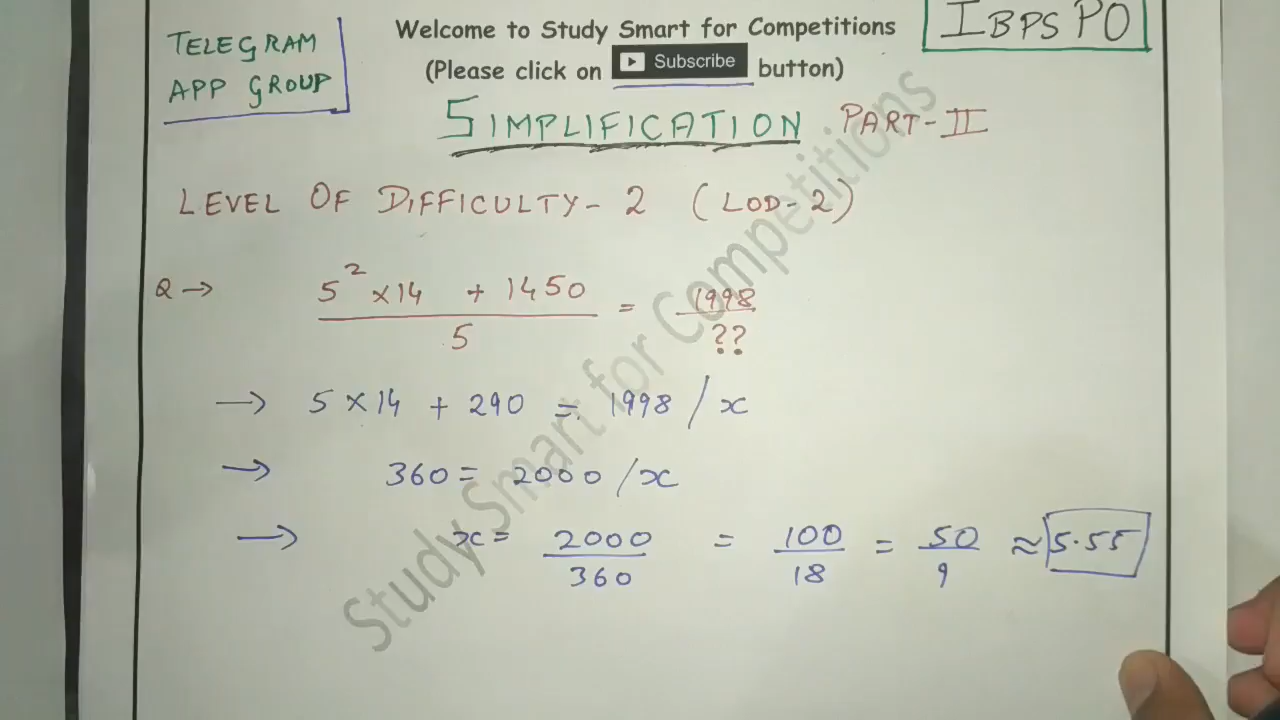 TELEGRAM
APP GROUP
Welcome to Study Smart for Competitions
(Please click on Subscribe button)
IBPS PO
SIMPLIFICATION PART-II
LEVEL OF DIFFICULTY- 2 (LOD-2)
Q → 5² ×14 + 1450 / 5 = 1998 / ??
→ 5 ×14 + 290 = 1998 / x
→ 360 = 2000 / x
→ x = 2000 / 360 = 100 / 18 = 50 / 9 ≈ 5.55
Study Smart for Competitions